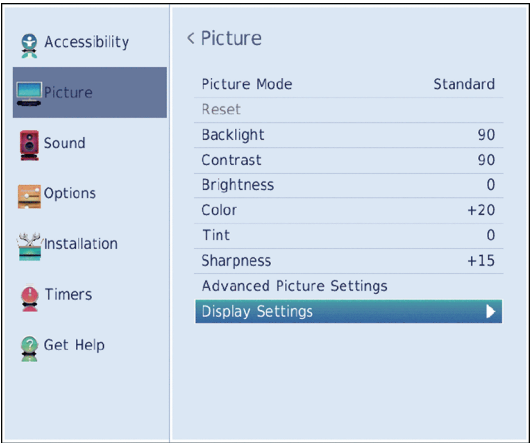 Accessibility
Picture
Sound
Options
Installation
Timers
Get Help
< Picture
Picture Mode Standard
Reset
Backlight 90
Contrast 90
Brightness 0
Color +20
Tint 0
Sharpness +15
Advanced Picture Settings
Display Settings